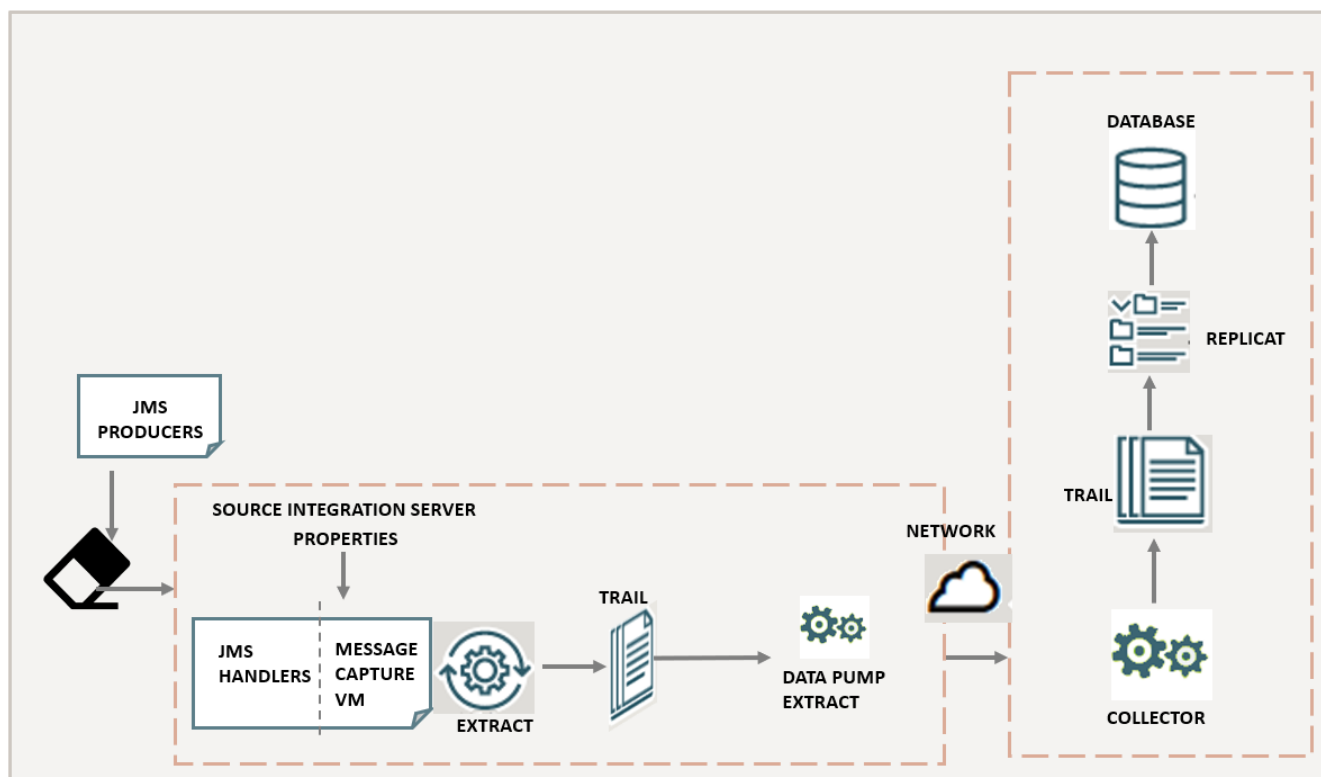 DATABASE
REPLICAT
JMS
PRODUCERS
TRAIL
SOURCE INTEGRATION SERVER
PROPERTIES
NETWORK
TRAIL
JMS
HANDLERS
MESSAGE
CAPTURE
VM
EXTRACT
DATA PUMP
EXTRACT
COLLECTOR